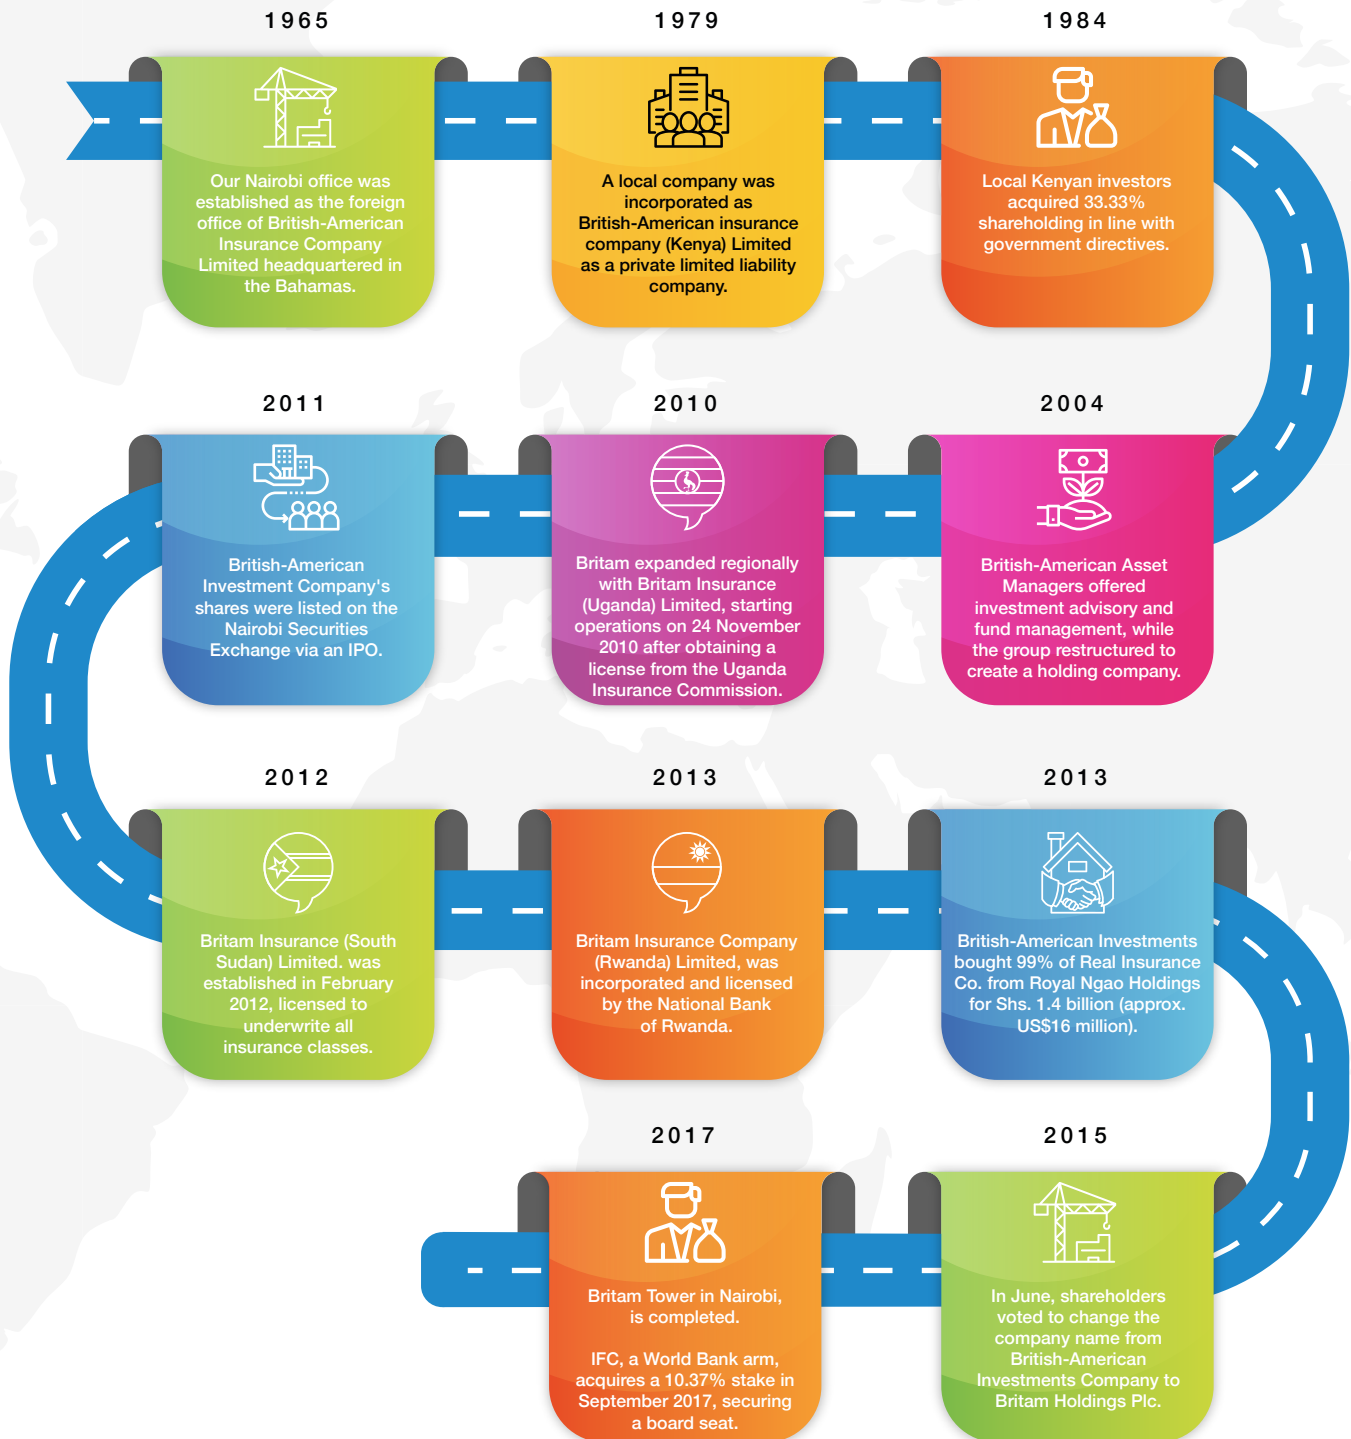 1965
Our Nairobi office was
established as the foreign
office of British-American
Insurance Company
Limited headquartered in
the Bahamas.
1979
A local company was
incorporated as
British-American insurance
company (Kenya) Limited
as a private limited liability
company.
1984
Local Kenyan investors
acquired 33.33%
shareholding in line with
government directives.
2004
British-American Asset
Managers offered
investment advisory and
fund management, while
the group restructured to
create a holding company.
2010
Britam expanded regionally
with Britam Insurance
(Uganda) Limited, starting
operations on 24 November
2010 after obtaining a
license from the Uganda
Insurance Commission.
2011
British-American
Investment Company's
shares were listed on the
Nairobi Securities
Exchange via an IPO.
2012
Britam Insurance (South
Sudan) Limited. was
established in February
2012, licensed to
underwrite all
insurance classes.
2013
Britam Insurance Company
(Rwanda) Limited, was
incorporated and licensed
by the National Bank
of Rwanda.
2013
British-American Investments
bought 99% of Real Insurance
Co. from Royal Ngao Holdings
for Shs. 1.4 billion (approx.
US$16 million).
2015
In June, shareholders
voted to change the
company name from
British-American
Investments Company to
Britam Holdings Plc.
2017
Britam Tower in Nairobi,
is completed.
IFC, a World Bank arm,
acquires a 10.37% stake in
September 2017, securing
a board seat.